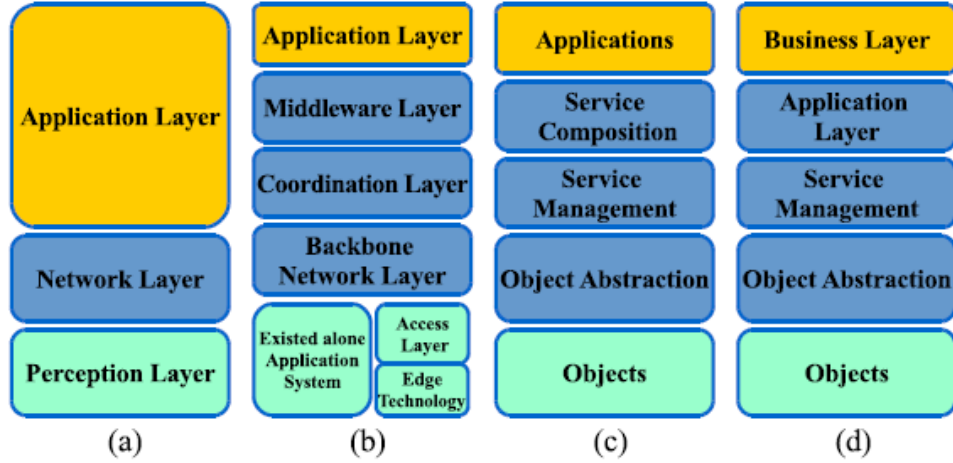 Application Layer
Network Layer
Perception Layer
(a)
Application Layer
Middleware Layer
Coordination Layer
Backbone
Network Layer
Existed alone
Application
System
Access
Layer
Edge
Technology
(b)
Applications
Service
Composition
Service
Management
Object Abstraction
Objects
(c)
Business Layer
Application
Layer
Service
Management
Object Abstraction
Objects
(d)